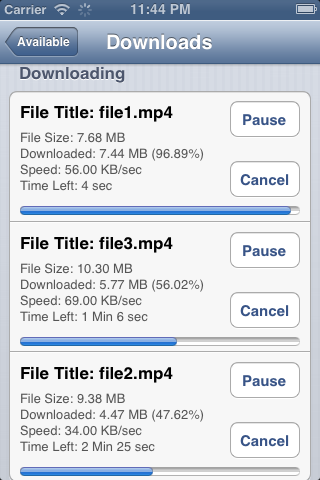 Carrier 11:44 PM
Available Downloads
Downloading
File Title: file1.mp4
Pause
File Size: 7.68 MB
Downloaded: 7.44 MB (96.89%)
Speed: 56.00 KB/sec
Time Left: 4 sec
Cancel
File Title: file3.mp4
Pause
File Size: 10.30 MB
Downloaded: 5.77 MB (56.02%)
Speed: 69.00 KB/sec
Time Left: 1 Min 6 sec
Cancel
File Title: file2.mp4
Pause
File Size: 9.38 MB
Downloaded: 4.47 MB (47.62%)
Speed: 34.00 KB/sec
Time Left: 2 Min 25 sec
Cancel